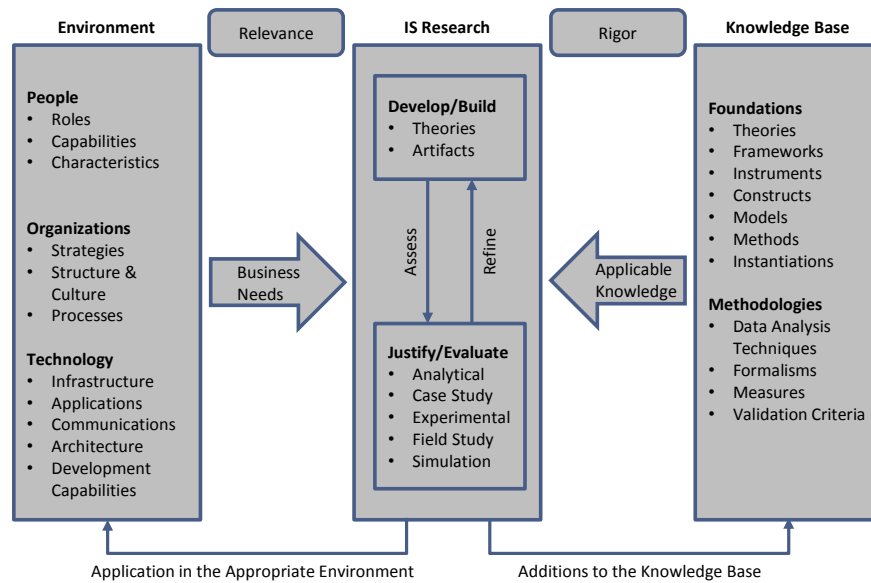 Environment
Relevance
IS Research
Rigor
Knowledge Base
People
• Roles
• Capabilities
• Characteristics
Organizations
• Strategies
• Structure &
Culture
• Processes
Technology
• Infrastructure
• Applications
• Communications
• Architecture
• Development
Capabilities
Business
Needs
Develop/Build
• Theories
• Artifacts
Assess
Refine
Justify/Evaluate
• Analytical
• Case Study
• Experimental
• Field Study
• Simulation
Applicable
Knowledge
Foundations
• Theories
• Frameworks
• Instruments
• Constructs
• Models
• Methods
• Instantiations
Methodologies
• Data Analysis
Techniques
• Formalisms
• Measures
• Validation Criteria
Application in the Appropriate Environment
Additions to the Knowledge Base